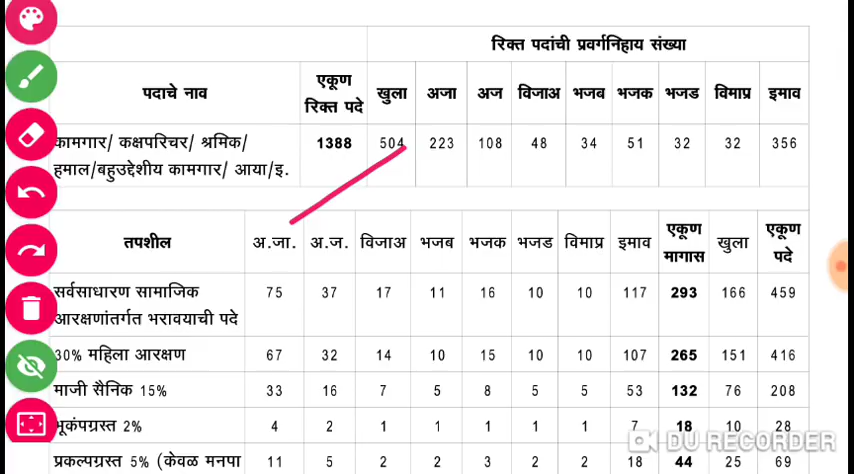 रिक्त पदांची प्रवर्गनिहाय संख्या
पदाचे नाव एकूण रिक्त पदे खुला अजा अज विजाअ भजब भजक भजड विमाप्र इमाव
कामगार/ कक्षपरिचर/ श्रमिक/ 1388 504 223 108 48 34 51 32 32 356
हमाल/बहुउद्देशीय कामगार/ आया/इ.
तपशील अ.जा. अ.ज. विजाअ भजब भजक भजड विमाप्र इमाव एकूण मागास खुला एकूण पदे
सर्वसाधारण सामाजिक 75 37 17 11 16 10 10 117 293 166 459
आरक्षणांतर्गत भरावयाची पदे
30% महिला आरक्षण 67 32 14 10 15 10 10 107 265 151 416
माजी सैनिक 15% 33 16 7 5 8 5 5 53 132 76 208
भूकंपग्रस्त 2% 4 2 1 1 1 1 1 7 18 10 28
प्रकल्पग्रस्त 5% (केवळ मनपा 11 5 2 2 3 2 2 18 44 25 69
DU RECORDER